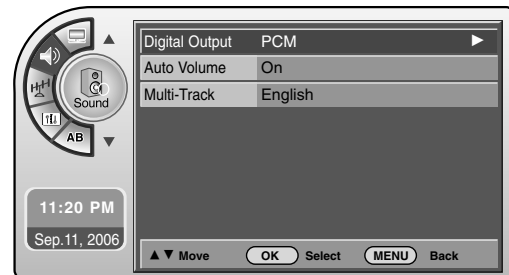 Digital Output PCM
Auto Volume On
Multi-Track English
Sound
AB
11:20 PM
Sep.11, 2006
▲▼ Move OK Select MENU Back